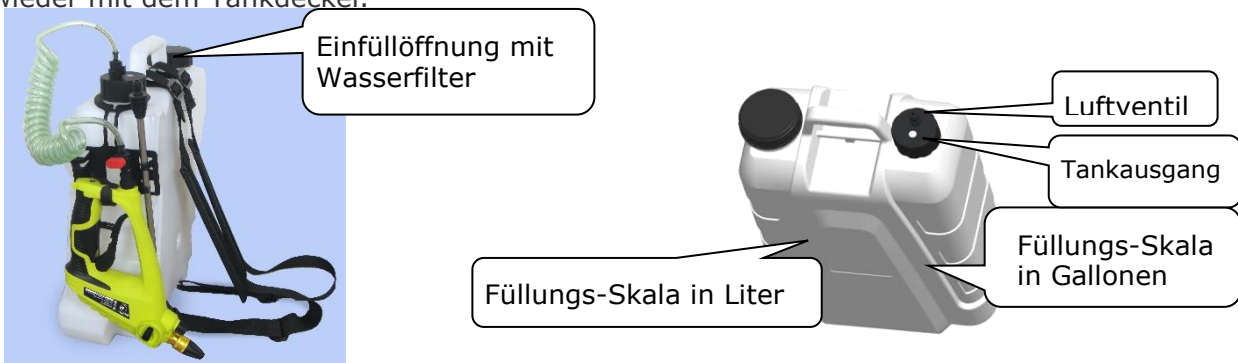 wieder mit dem Tankdeckel.
Einfüllöffnung mit
Wasserfilter
Luftventil
Tankausgang
Füllungs-Skala
in Gallonen
Füllungs-Skala in Liter